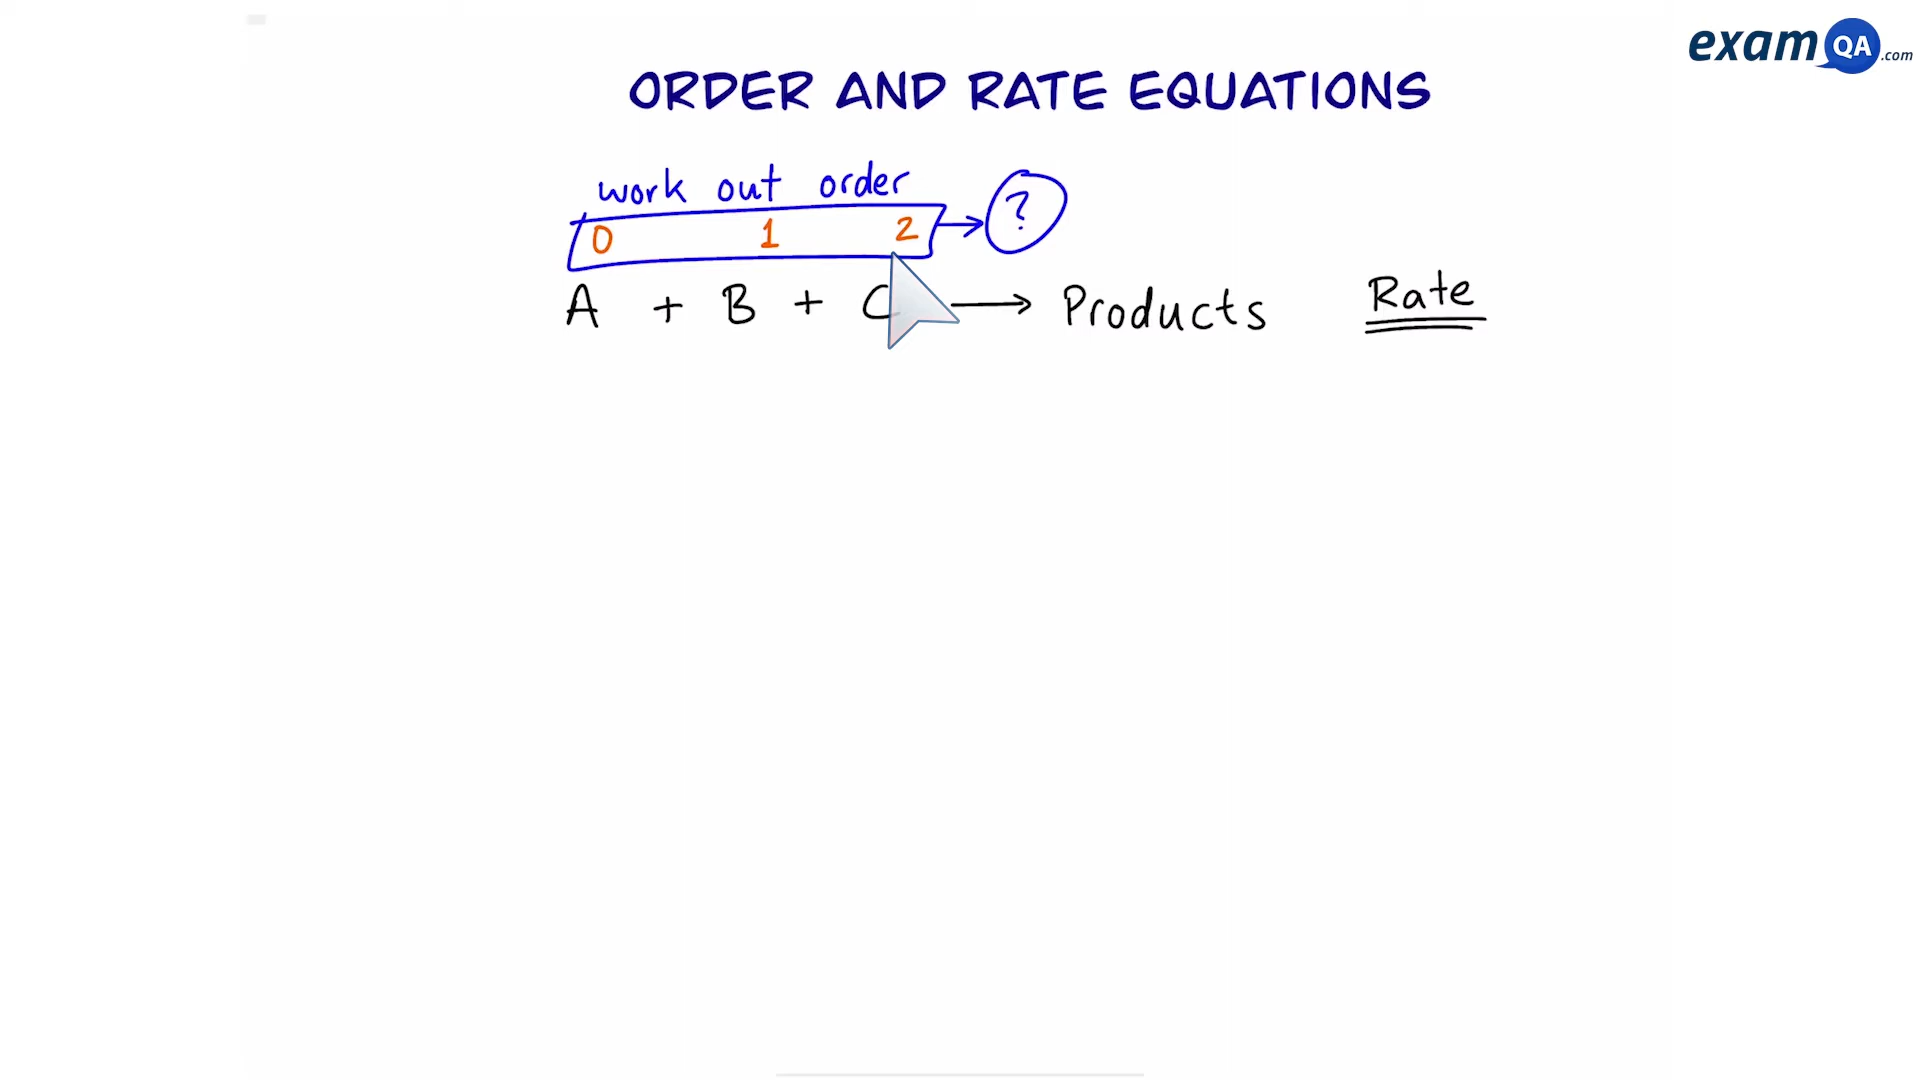 examQA.com
ORDER AND RATE EQUATIONS
work out order
0 1 2 → ?
A + B + C → Products Rate